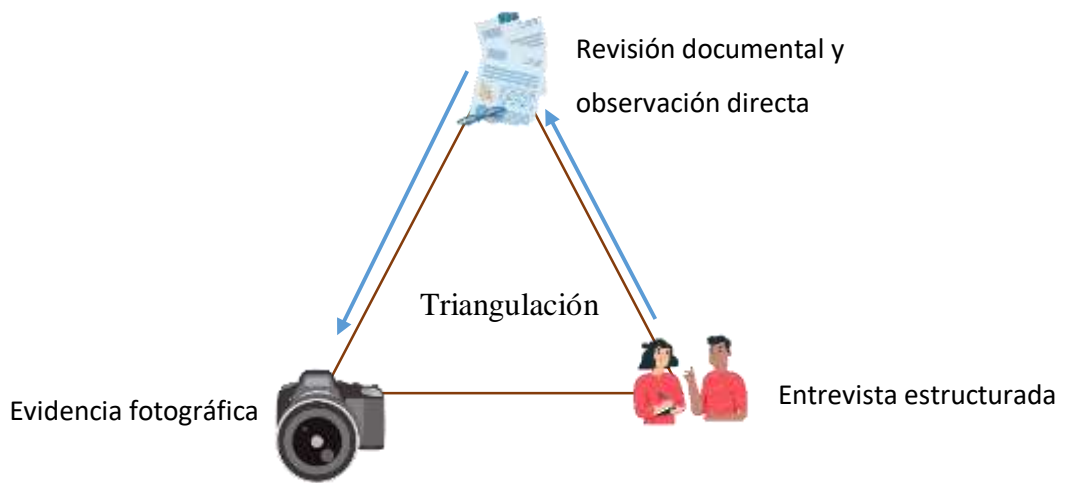 Revisión documental y
observación directa
Triangulación
Evidencia fotográfica
Entrevista estructurada